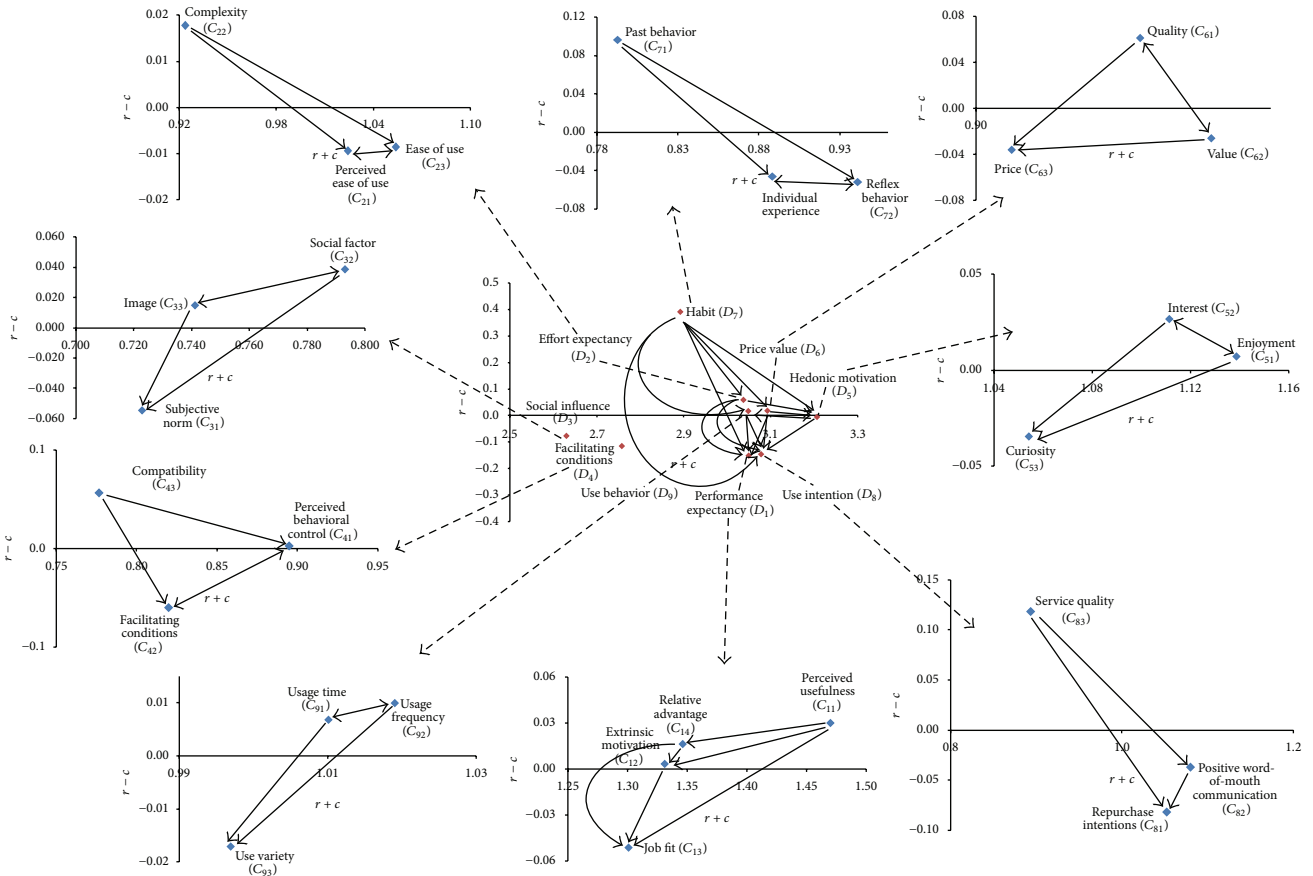 0.02
0.01
0.00
−0.01
−0.02
0.92
0.98
1.04
1.10
r − c
r + c
Complexity
(C22)
Ease of use
(C23)
Perceived
ease of use
(C21)
0.12
0.08
0.04
0.00
−0.04
−0.08
0.78
0.83
0.88
0.93
r − c
r + c
Past behavior
(C71)
Individual
experience
Reflex
behavior
(C72)
0.08
0.04
0.00
−0.04
−0.08
0.90
r − c
r + c
Quality (C61)
Value (C62)
Price (C63)
0.060
0.040
0.020
0.000
−0.020
−0.040
−0.060
0.700
0.720
0.740
0.760
0.780
0.800
r − c
r + c
Social factor
(C32)
Image (C33)
Subjective
norm (C31)
0.5
0.4
0.3
0.2
0.1
0.0
−0.1
−0.2
−0.3
−0.4
2.5
2.7
2.9
3.1
3.3
r − c
r + c
Habit (D7)
Effort expectancy
(D2)
Price value (D6)
Hedonic motivation
(D5)
Social influence
(D3)
Facilitating
conditions
(D4)
Use behavior (D9)
Performance
expectancy (D1)
Use intention (D8)
0.05
0.00
−0.05
1.04
1.08
1.12
1.16
r − c
r + c
Interest (C52)
Enjoyment
(C51)
Curiosity
(C53)
0.1
0.0
−0.1
0.75
0.80
0.85
0.90
0.95
r − c
r + c
Compatibility
(C43)
Perceived
behavioral
control (C41)
Facilitating
conditions
(C42)
0.01
0.00
−0.01
−0.02
0.99
1.01
1.03
r − c
r + c
Usage time
(C91)
Usage
frequency
(C92)
Use variety
(C93)
0.06
0.03
0.00
−0.03
−0.06
1.25
1.30
1.35
1.40
1.45
1.50
r − c
r + c
Perceived
usefulness
(C11)
Relative
advantage
(C14)
Extrinsic
motivation
(C12)
Job fit (C13)
0.15
0.10
0.05
0.00
−0.05
−0.10
0.8
1.0
1.2
r − c
r + c
Service quality
(C83)
Positive word-
of-mouth
communication
(C82)
Repurchase
intentions (C81)